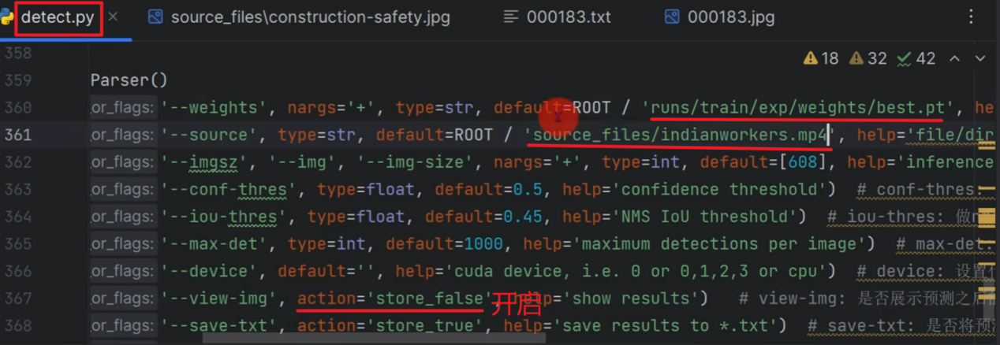 detect.py × source_files\construction-safety.jpg 000183.txt 000183.jpg
358 18 32 42
359 Parser()
360 or_flags: '--weights', nargs='+', type=str, default=ROOT / 'runs/train/exp/weights/best.pt', he
361 or_flags: '--source', type=str, default=ROOT / 'source_files/indianworkers.mp4', help='file/dir
362 or_flags: '--imgsz', '--img', '--img-size', nargs='+', type=int, default=[608], help='inference
363 or_flags: '--conf-thres', type=float, default=0.5, help='confidence threshold') # conf-thres:
364 or_flags: '--iou-thres', type=float, default=0.45, help='NMS IoU threshold') # iou-thres: 做
365 or_flags: '--max-det', type=int, default=1000, help='maximum detections per image') # max-det:
366 or_flags: '--device', default='', help='cuda device, i.e. 0 or 0,1,2,3 or cpu') # device: 设置
367 or_flags: '--view-img', action='store_false', help='show results') # view-img: 是否展示预测之后
开启
368 or_flags: '--save-txt', action='store_true', help='save results to *.txt') # save-txt: 是否将预